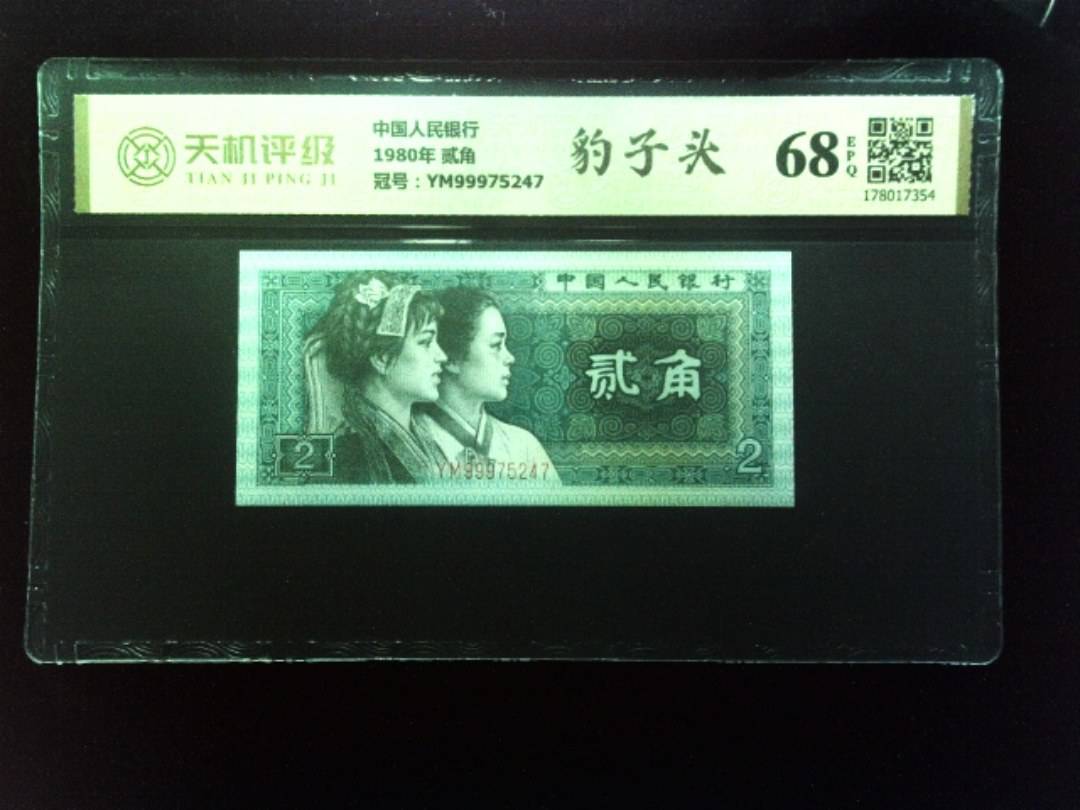 天机评级
TIAN JI PING JI
中国人民银行
1980年 贰角
冠号：YM99975247
豹子头
68
EPQ
178017354
中国人民银行
贰角
2
YM99975247
2